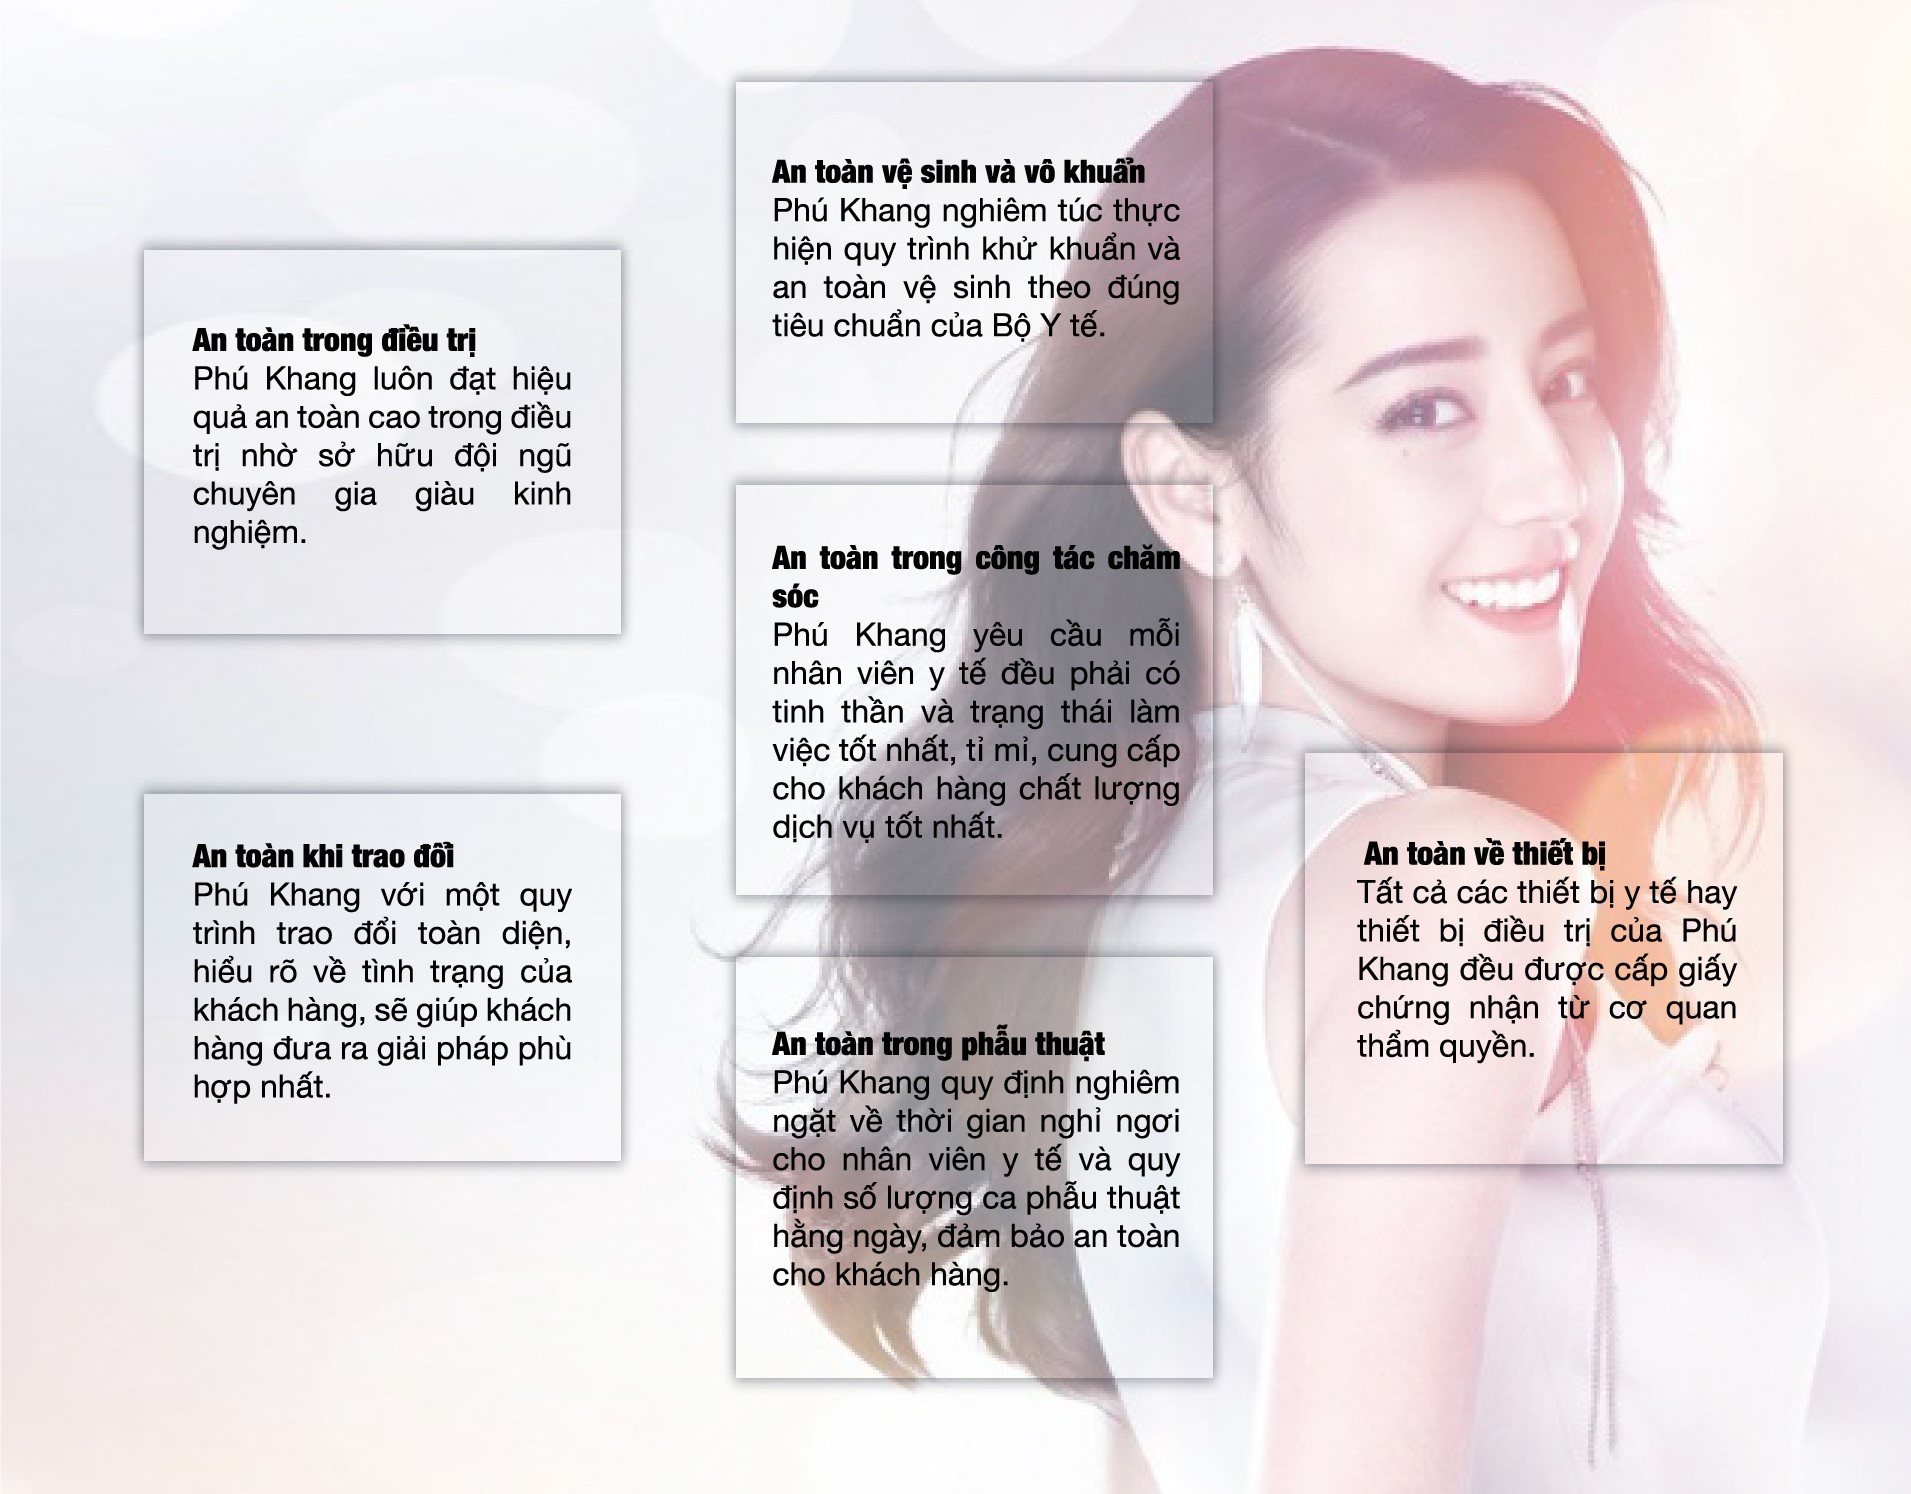 An toàn trong điều trị
Phú Khang luôn đạt hiệu
quả an toàn cao trong điều
trị nhờ sở hữu đội ngũ
chuyên gia giàu kinh
nghiệm.
An toàn khi trao đổi
Phú Khang với một quy
trình trao đổi toàn diện,
hiểu rõ về tình trạng của
khách hàng, sẽ giúp khách
hàng đưa ra giải pháp phù
hợp nhất.
An toàn vệ sinh và vô khuẩn
Phú Khang nghiêm túc thực
hiện quy trình khử khuẩn và
an toàn vệ sinh theo đúng
tiêu chuẩn của Bộ Y tế.
An toàn trong công tác chăm
sóc
Phú Khang yêu cầu mỗi
nhân viên y tế đều phải có
tinh thần và trạng thái làm
việc tốt nhất, tỉ mỉ, cung cấp
cho khách hàng chất lượng
dịch vụ tốt nhất.
An toàn trong phẫu thuật
Phú Khang quy định nghiêm
ngặt về thời gian nghỉ ngơi
cho nhân viên y tế và quy
định số lượng ca phẫu thuật
hằng ngày, đảm bảo an toàn
cho khách hàng.
An toàn về thiết bị
Tất cả các thiết bị y tế hay
thiết bị điều trị của Phú
Khang đều được cấp giấy
chứng nhận từ cơ quan
thẩm quyền.